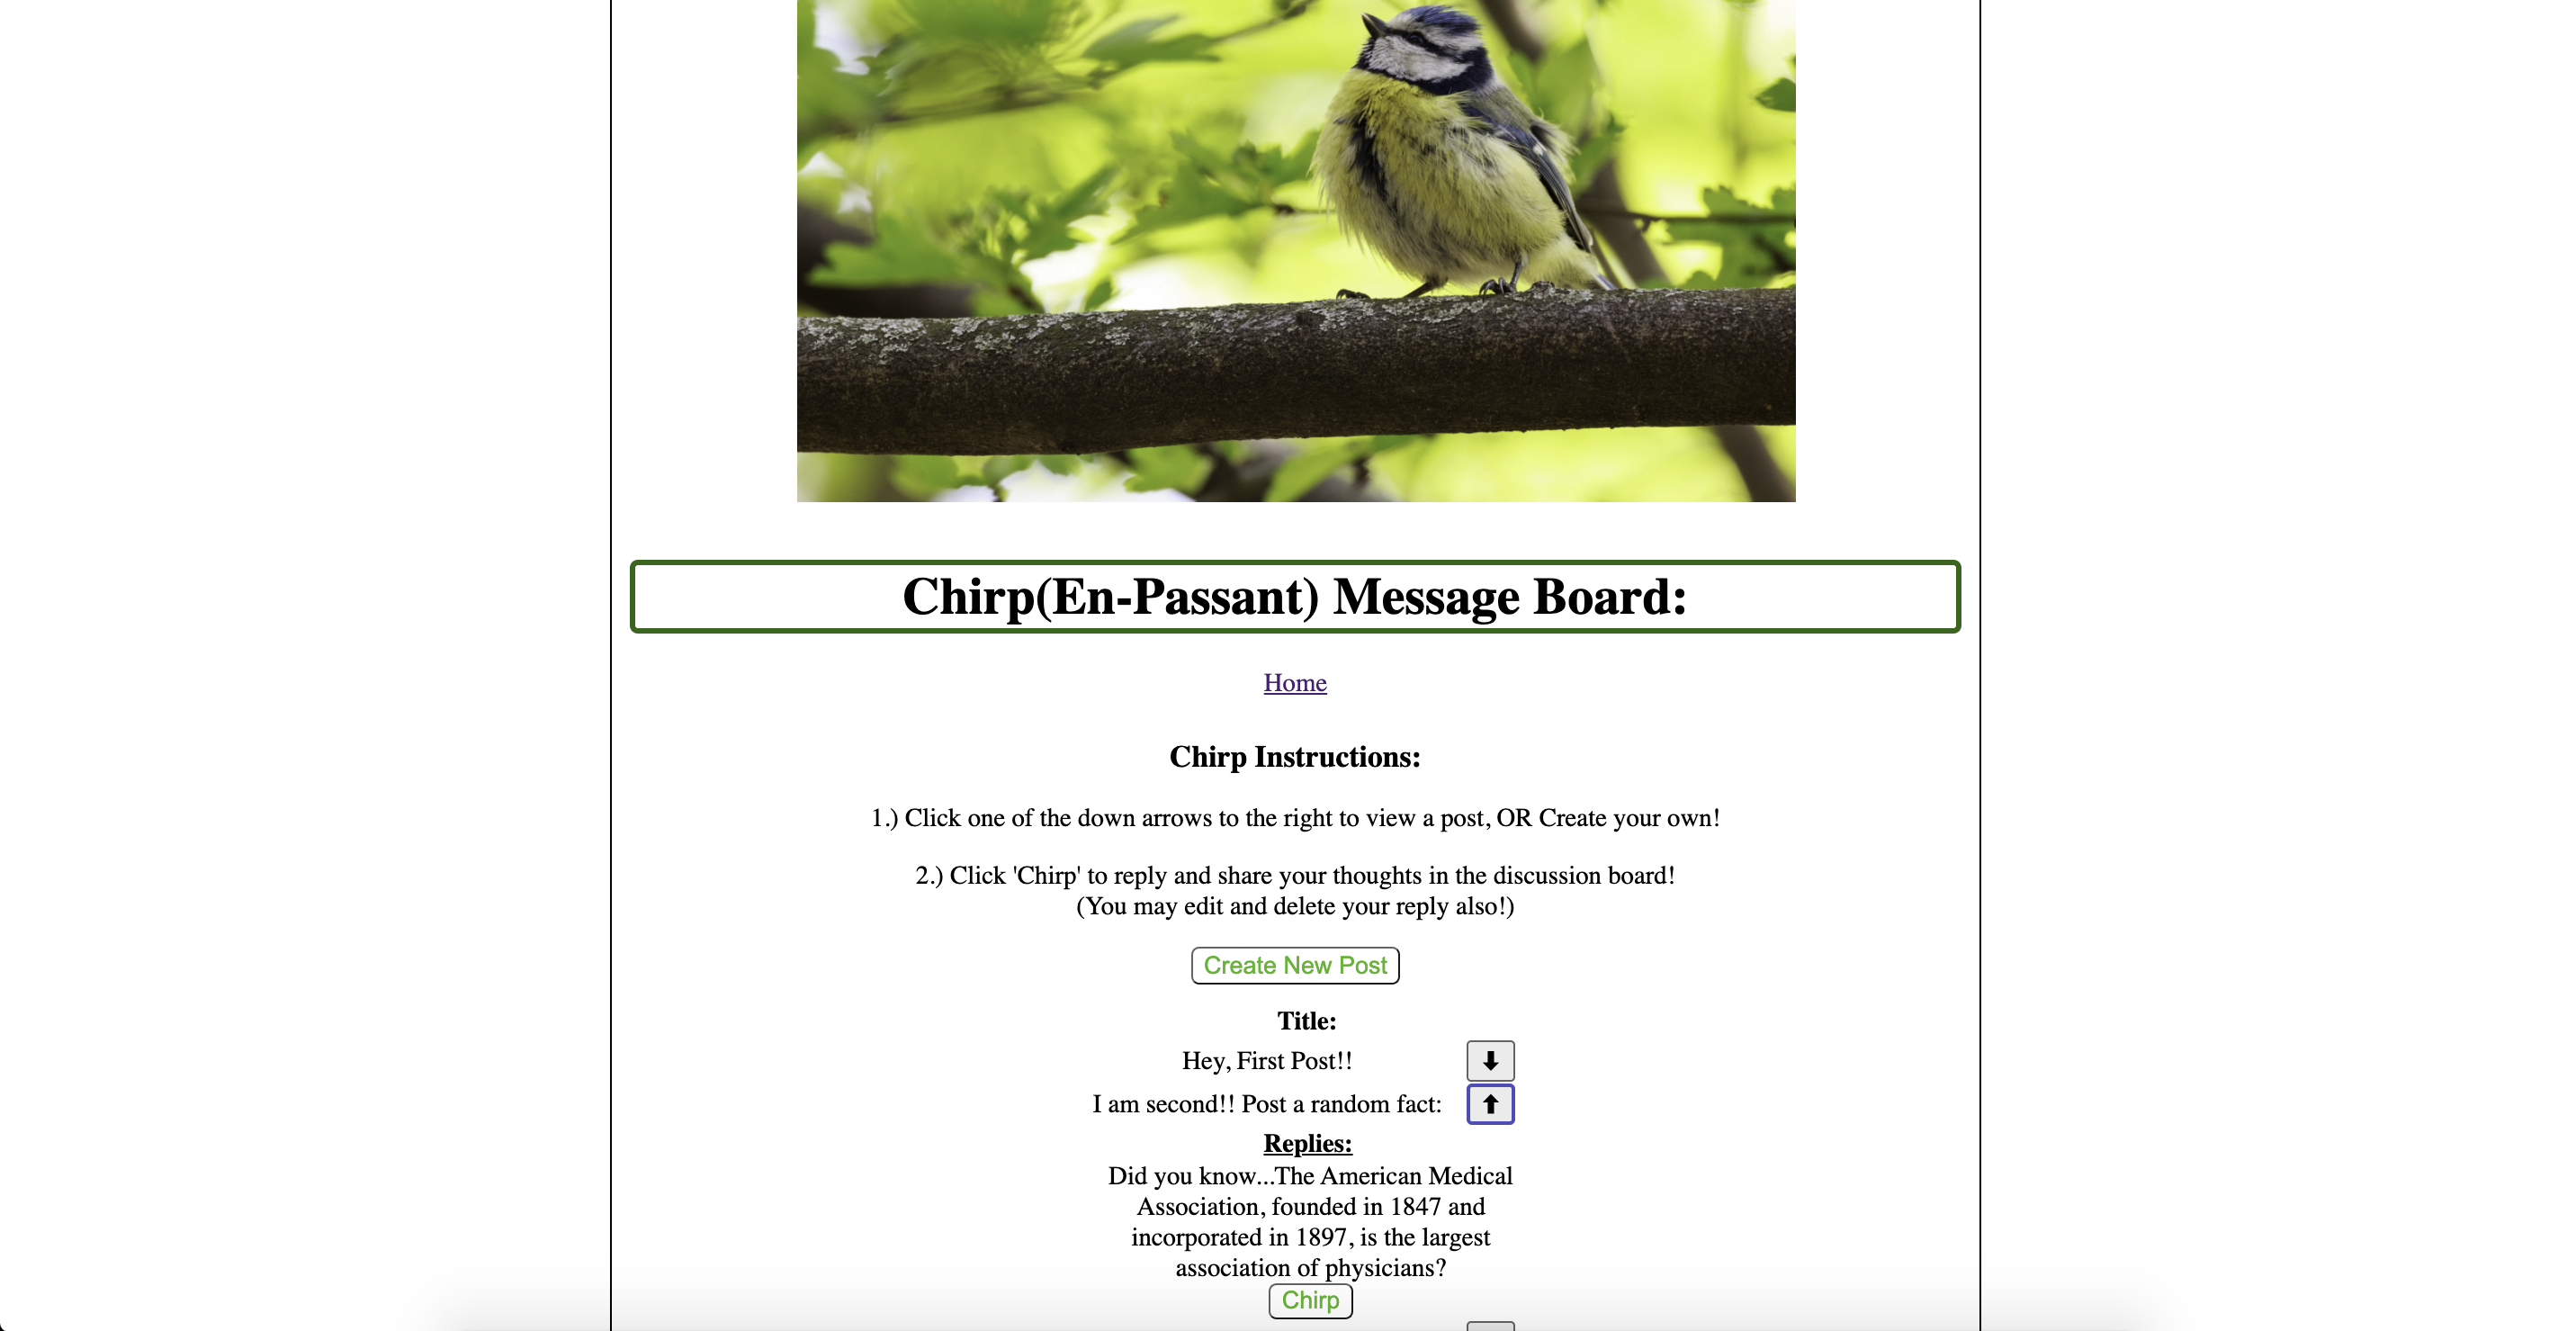 Chirp(En-Passant) Message Board:
Home
Chirp Instructions:
1.) Click one of the down arrows to the right to view a post, OR Create your own!
2.) Click 'Chirp' to reply and share your thoughts in the discussion board!
(You may edit and delete your reply also!)
Create New Post
Title:
Hey, First Post!!
I am second!! Post a random fact:
Replies:
Did you know...The American Medical
Association, founded in 1847 and
incorporated in 1897, is the largest
association of physicians?
Chirp